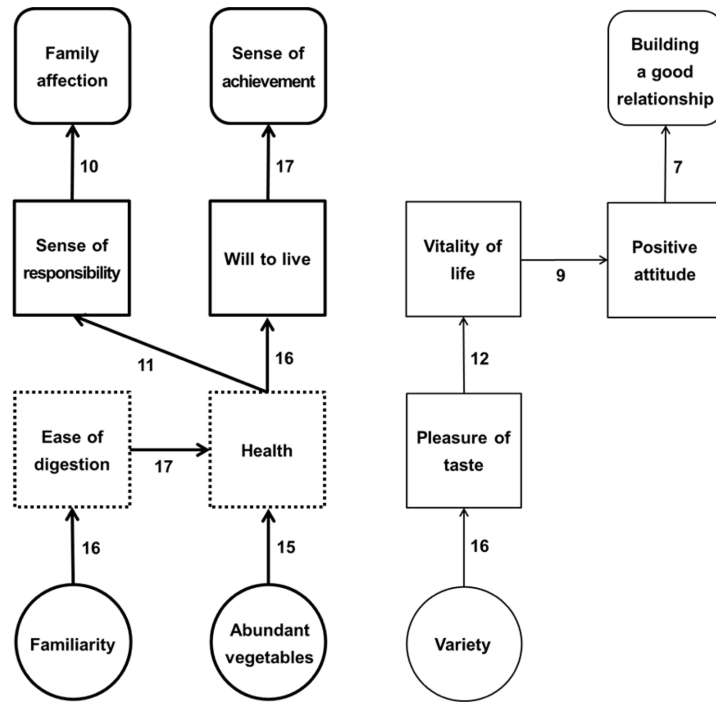 Family
affection
Sense of
achievement
Building
a good
relationship
10
17
7
Sense of
responsibility
Will to live
Vitality of
life
9
Positive
attitude
11
16
12
Ease of
digestion
17
Health
Pleasure of
taste
16
15
16
Familiarity
Abundant
vegetables
Variety